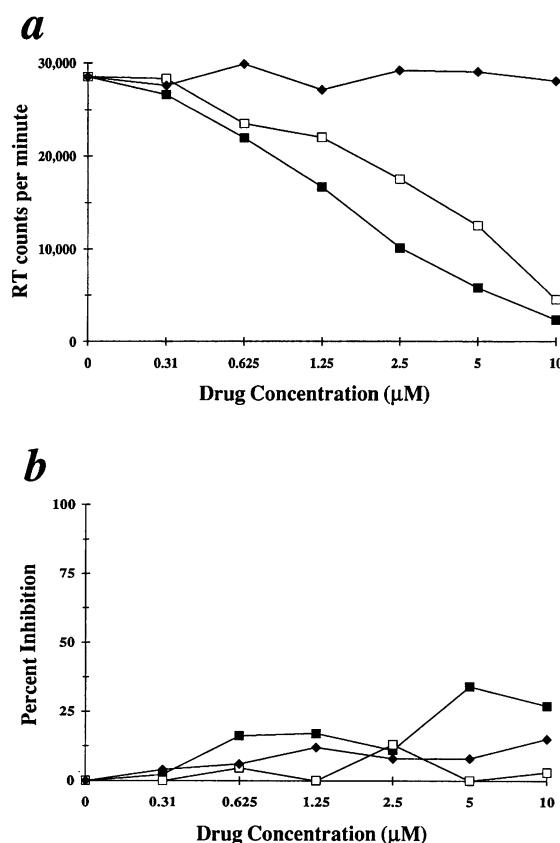 a
30,000
20,000
10,000
0
RT counts per minute
0 0.31 0.625 1.25 2.5 5 10
Drug Concentration (μM)
b
100
75
50
25
0
Percent Inhibition
0 0.31 0.625 1.25 2.5 5 10
Drug Concentration (μM)